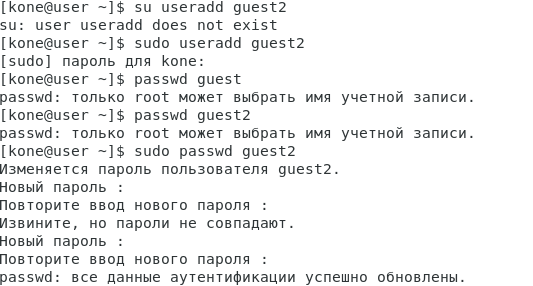 [kone@user ~]$ su useradd guest2
su: user useradd does not exist
[kone@user ~]$ sudo useradd guest2
[sudo] пароль для kone:
[kone@user ~]$ passwd guest
passwd: только root может выбрать имя учетной записи.
[kone@user ~]$ passwd guest2
passwd: только root может выбрать имя учетной записи.
[kone@user ~]$ sudo passwd guest2
Изменяется пароль пользователя guest2.
Новый пароль :
Повторите ввод нового пароля :
Извините, но пароли не совпадают.
Новый пароль :
Повторите ввод нового пароля :
passwd: все данные аутентификации успешно обновлены.